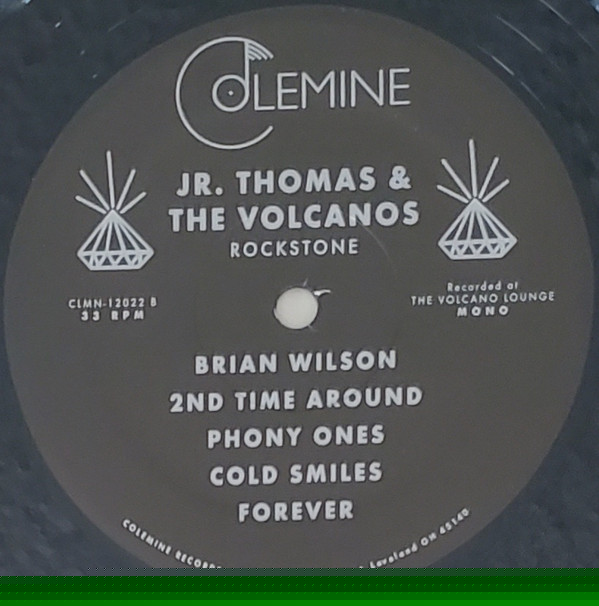 COLEMINE
JR. THOMAS &
THE VOLCANOS
ROCKSTONE
CLMN-12022 B
33 RPM
Recorded at
THE VOLCANO LOUNGE
MONO
BRIAN WILSON
2ND TIME AROUND
PHONY ONES
COLD SMILES
FOREVER
COLEMINE RECORDS Loveland OH 45140